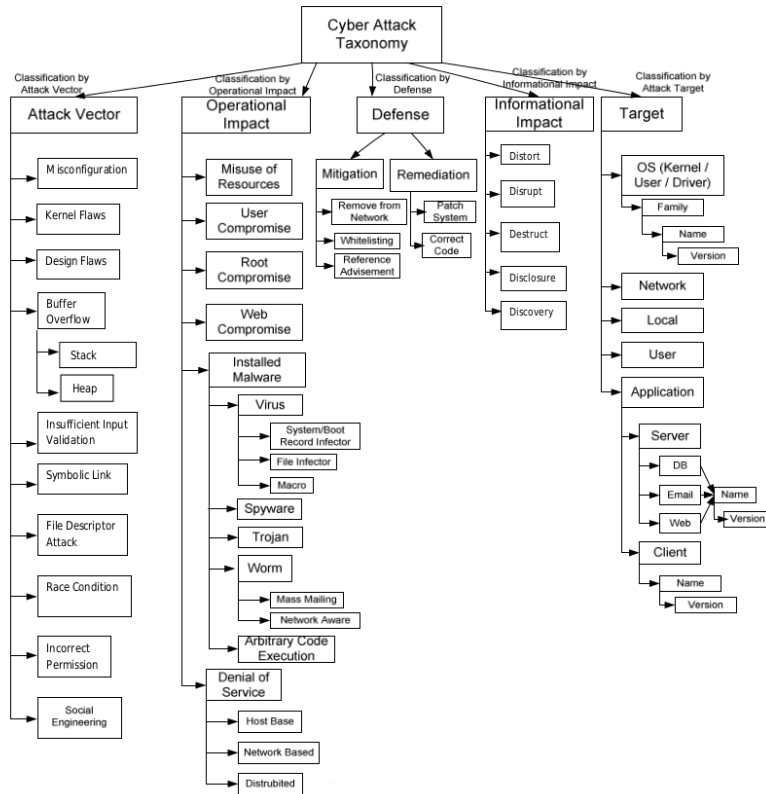 Cyber Attack
Taxonomy
Classification by
Attack Vector
Classification by
Operational Impact
Classification by
Defense
Classification by
Informational Impact
Classification by
Attack Target
Attack Vector
Operational
Impact
Defense
Informational
Impact
Target
Misconfiguration
Kernel Flaws
Design Flaws
Buffer
Overflow
Stack
Heap
Insufficient Input
Validation
Symbolic Link
File Descriptor
Attack
Race Condition
Incorrect
Permission
Social
Engineering
Misuse of
Resources
User
Compromise
Root
Compromise
Web
Compromise
Installed
Malware
Virus
System/Boot
Record Infector
File Infector
Macro
Spyware
Trojan
Worm
Mass Mailing
Network Aware
Arbitrary Code
Execution
Denial of
Service
Host Base
Network Based
Distrubited
Mitigation
Remove from
Network
Whitelisting
Reference
Advisement
Remediation
Patch
System
Correct
Code
Distort
Disrupt
Destruct
Disclosure
Discovery
OS (Kernel /
User / Driver)
Family
Name
Version
Network
Local
User
Application
Server
DB
Email
Web
Name
Version
Client
Name
Version